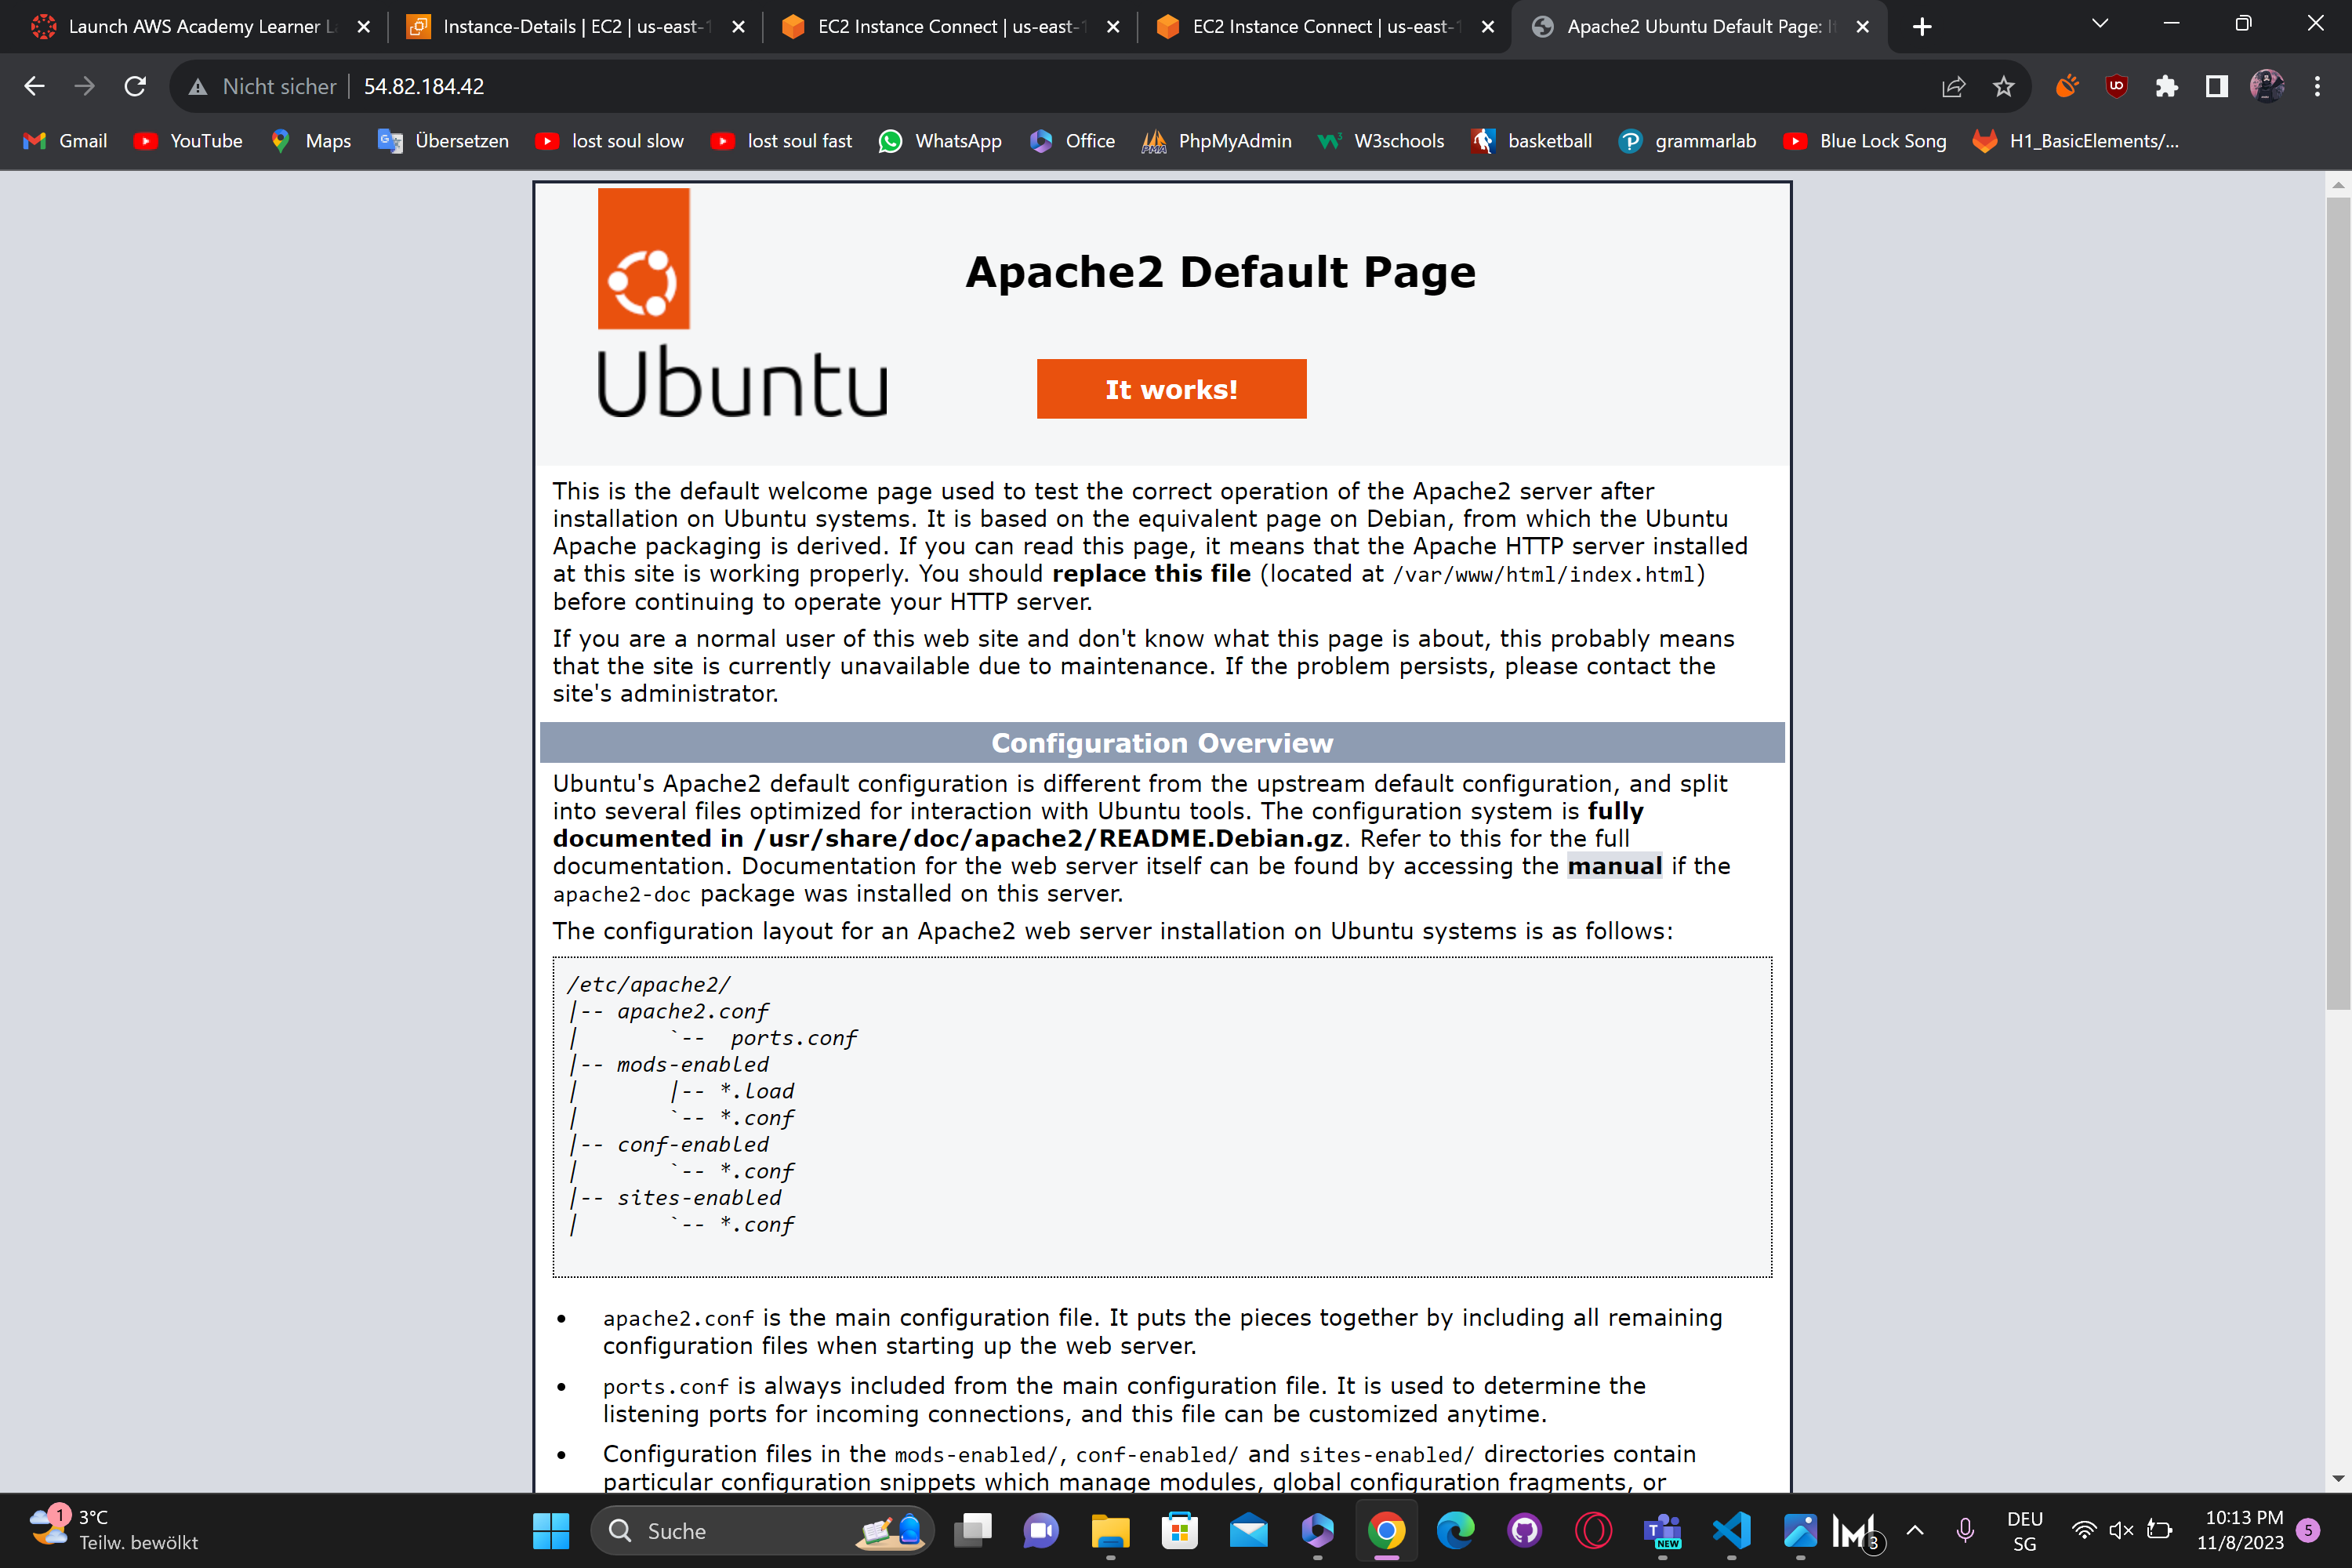 Launch AWS Academy Learner L
Instance-Details | EC2 | us-east-1
EC2 Instance Connect | us-east-1
EC2 Instance Connect | us-east-1
Apache2 Ubuntu Default Page: It
Nicht sicher
54.82.184.42
Gmail
YouTube
Maps
Übersetzen
lost soul slow
lost soul fast
WhatsApp
Office
PhpMyAdmin
W3schools
basketball
grammarlab
Blue Lock Song
H1_BasicElements/...
Ubuntu
Apache2 Default Page
It works!
This is the default welcome page used to test the correct operation of the Apache2 server after
installation on Ubuntu systems. It is based on the equivalent page on Debian, from which the Ubuntu
Apache packaging is derived. If you can read this page, it means that the Apache HTTP server installed
at this site is working properly. You should replace this file (located at /var/www/html/index.html)
before continuing to operate your HTTP server.
If you are a normal user of this web site and don't know what this page is about, this probably means
that the site is currently unavailable due to maintenance. If the problem persists, please contact the
site's administrator.
Configuration Overview
Ubuntu's Apache2 default configuration is different from the upstream default configuration, and split
into several files optimized for interaction with Ubuntu tools. The configuration system is fully
documented in /usr/share/doc/apache2/README.Debian.gz. Refer to this for the full
documentation. Documentation for the web server itself can be found by accessing the manual if the
apache2-doc package was installed on this server.
The configuration layout for an Apache2 web server installation on Ubuntu systems is as follows:
/etc/apache2/
|-- apache2.conf
|       `--  ports.conf
|-- mods-enabled
|       |-- *.load
|       `-- *.conf
|-- conf-enabled
|       `-- *.conf
|-- sites-enabled
|       `-- *.conf
• apache2.conf is the main configuration file. It puts the pieces together by including all remaining
configuration files when starting up the web server.
• ports.conf is always included from the main configuration file. It is used to determine the
listening ports for incoming connections, and this file can be customized anytime.
• Configuration files in the mods-enabled/, conf-enabled/ and sites-enabled/ directories contain
particular configuration snippets which manage modules, global configuration fragments, or
1
3°C
Teilw. bewölkt
Suche
NEW
3
DEU
SG
10:13 PM
11/8/2023
5